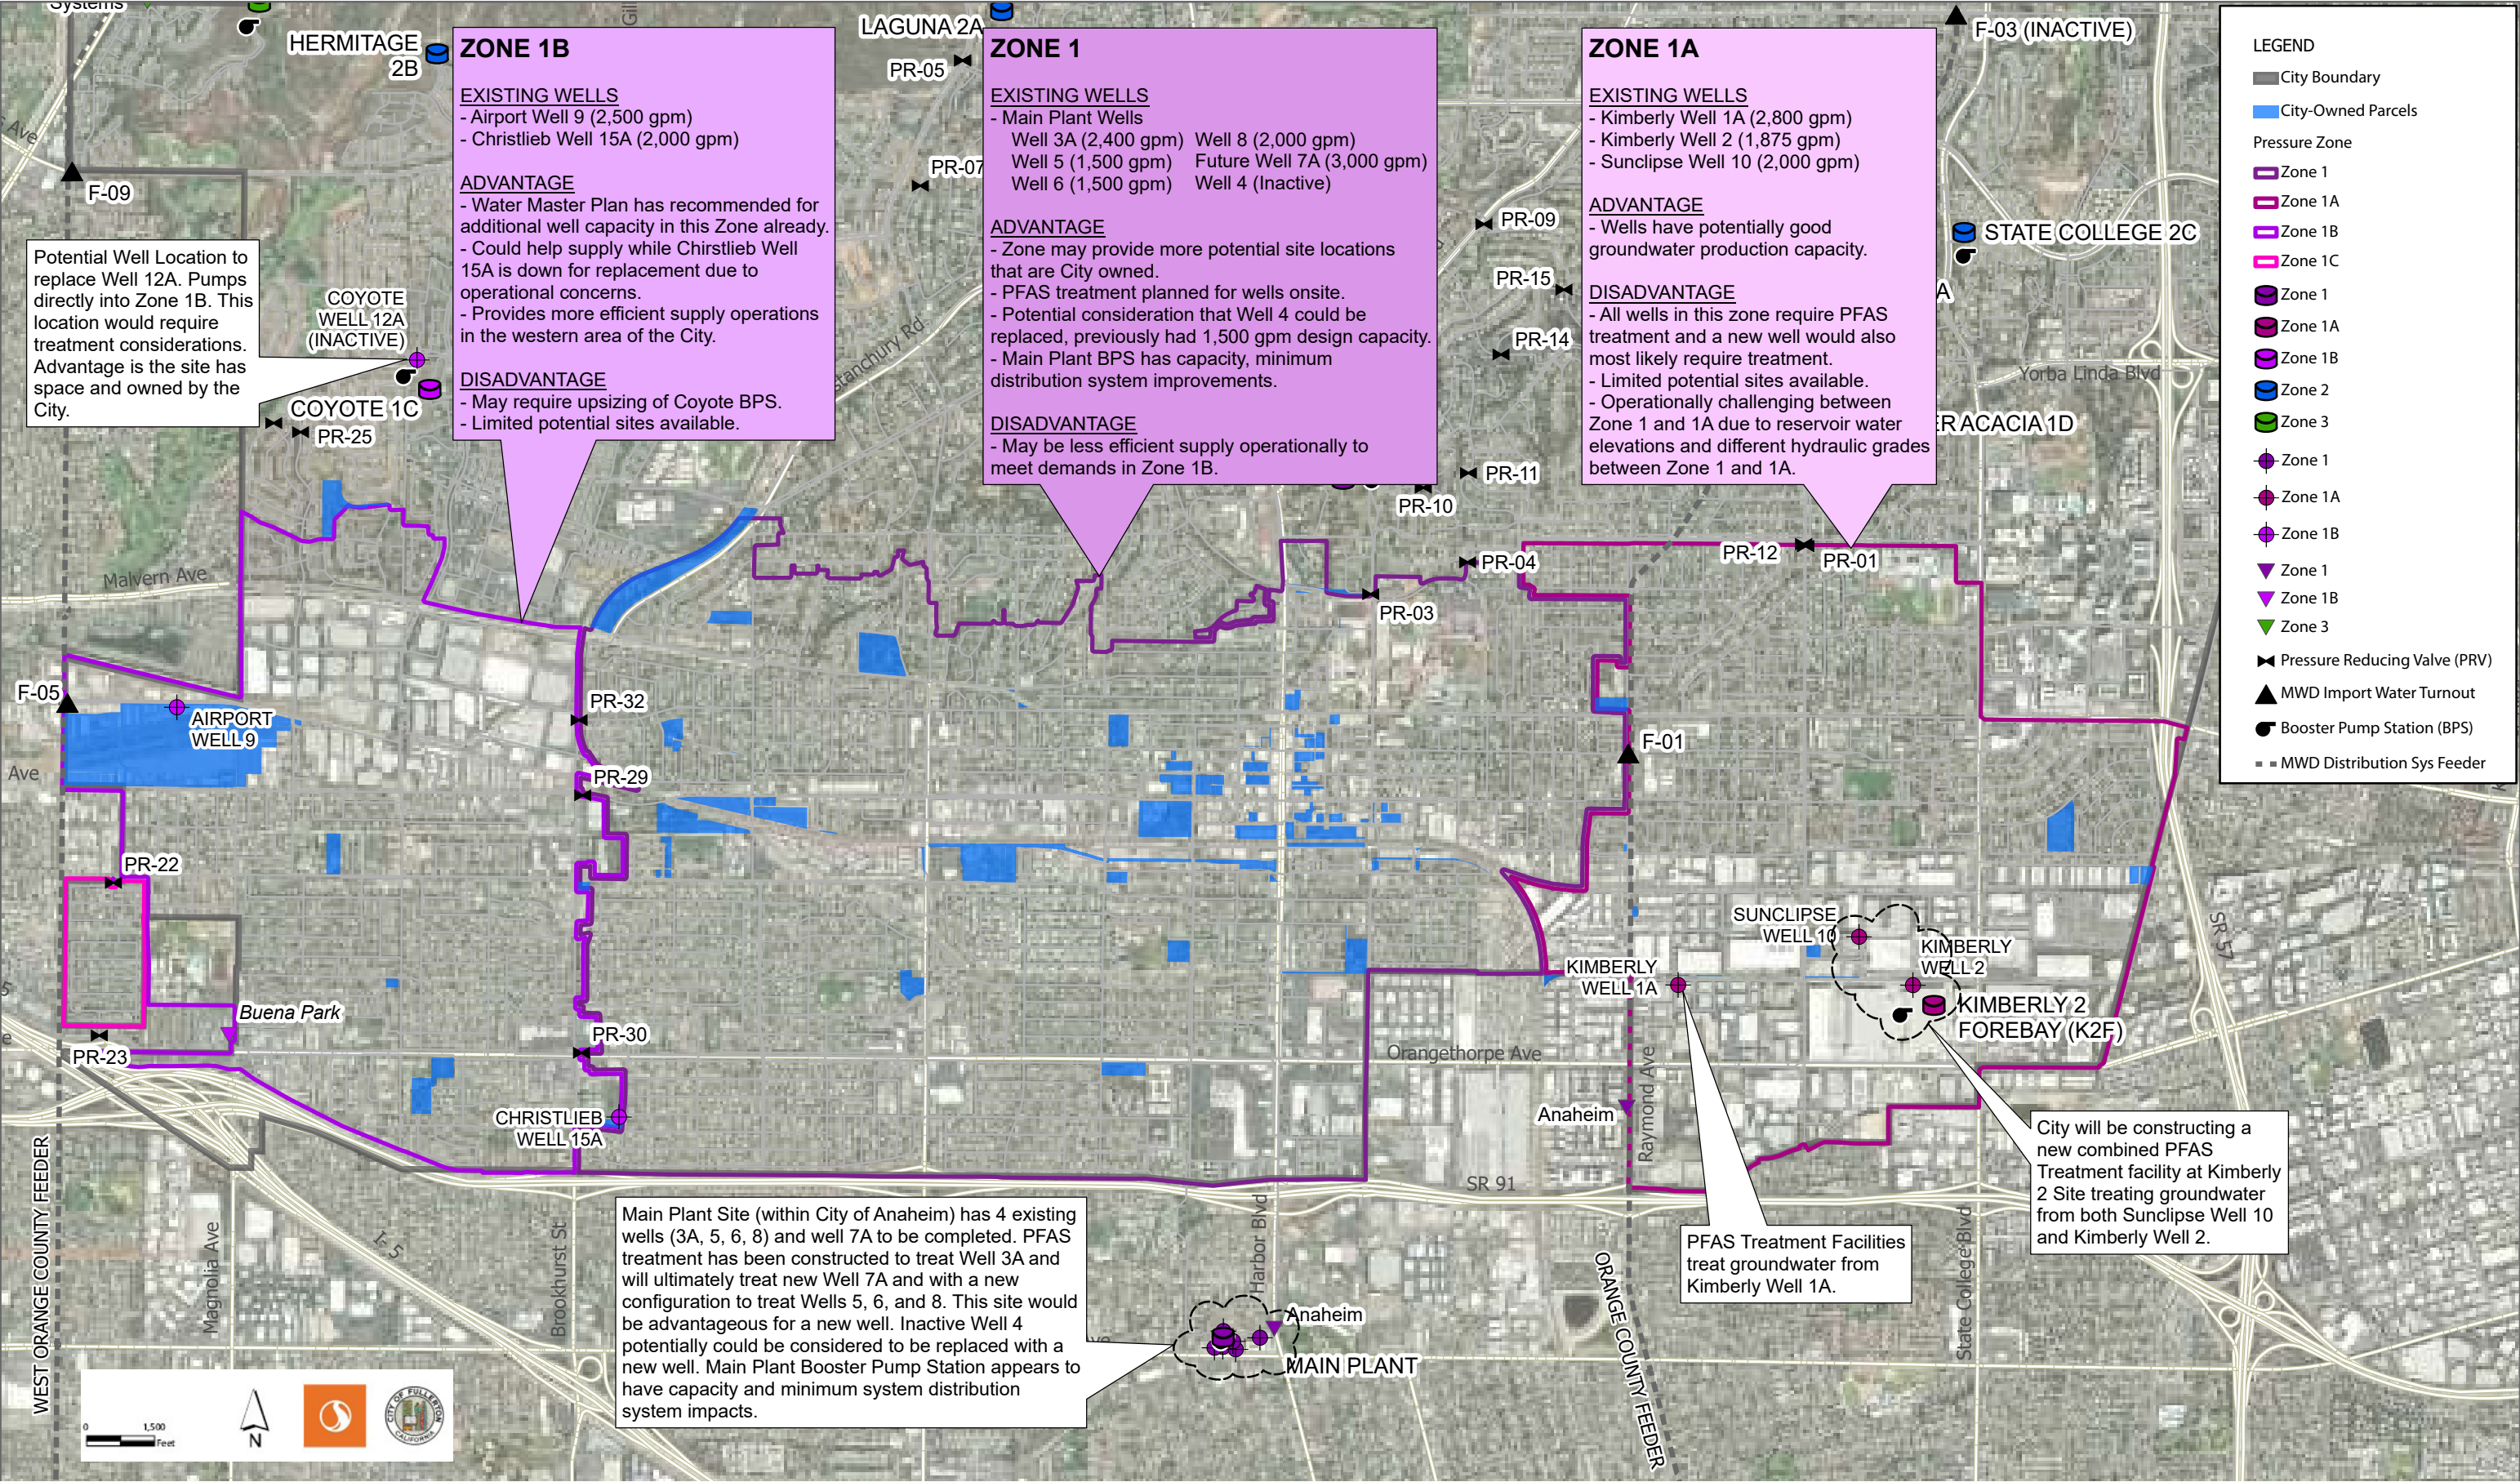 Systems
HERMITAGE
2B
LAGUNA 2A
PR-05
PR-07
F-03 (INACTIVE)
F-09
ZONE 1B
EXISTING WELLS
- Airport Well 9 (2,500 gpm)
- Christlieb Well 15A (2,000 gpm)
ADVANTAGE
- Water Master Plan has recommended for
additional well capacity in this Zone already.
- Could help supply while Chirstlieb Well
15A is down for replacement due to
operational concerns.
- Provides more efficient supply operations
in the western area of the City.
DISADVANTAGE
- May require upsizing of Coyote BPS.
- Limited potential sites available.
ZONE 1
EXISTING WELLS
- Main Plant Wells
Well 3A (2,400 gpm) Well 8 (2,000 gpm)
Well 5 (1,500 gpm) Future Well 7A (3,000 gpm)
Well 6 (1,500 gpm) Well 4 (Inactive)
ADVANTAGE
- Zone may provide more potential site locations
that are City owned.
- PFAS treatment planned for wells onsite.
- Potential consideration that Well 4 could be
replaced, previously had 1,500 gpm design capacity.
- Main Plant BPS has capacity, minimum
distribution system improvements.
DISADVANTAGE
- May be less efficient supply operationally to
meet demands in Zone 1B.
ZONE 1A
EXISTING WELLS
- Kimberly Well 1A (2,800 gpm)
- Kimberly Well 2 (1,875 gpm)
- Sunclipse Well 10 (2,000 gpm)
ADVANTAGE
- Wells have potentially good
groundwater production capacity.
DISADVANTAGE
- All wells in this zone require PFAS
treatment and a new well would also
most likely require treatment.
- Limited potential sites available.
- Operationally challenging between
Zone 1 and 1A due to reservoir water
elevations and different hydraulic grades
between Zone 1 and 1A.
LEGEND
City Boundary
City-Owned Parcels
Pressure Zone
Zone 1
Zone 1A
Zone 1B
Zone 1C
Zone 1
Zone 1A
Zone 1B
Zone 2
Zone 3
Zone 1
Zone 1A
Zone 1B
Zone 1
Zone 1B
Zone 3
Pressure Reducing Valve (PRV)
MWD Import Water Turnout
Booster Pump Station (BPS)
MWD Distribution Sys Feeder
Potential Well Location to
replace Well 12A. Pumps
directly into Zone 1B. This
location would require
treatment considerations.
Advantage is the site has
space and owned by the
City.
COYOTE
WELL 12A
(INACTIVE)
COYOTE 1C
PR-25
PR-09
PR-15
PR-14
PR-11
PR-10
STATE COLLEGE 2C
A
Yorba Linda Blvd
ER ACACIA 1D
PR-04
PR-03
PR-12
PR-01
Malvern Ave
F-05
AIRPORT
WELL 9
Ave
PR-32
PR-29
F-01
PR-22
Buena Park
PR-23
PR-30
CHRISTLIEB
WELL 15A
SUNCLIPSE
WELL 10
KIMBERLY
WELL 2
KIMBERLY
WELL 1A
KIMBERLY 2
FOREBAY (K2F)
Orangethorpe Ave
Anaheim
Raymond Ave
SR 57
SR 91
I-5
WEST ORANGE COUNTY FEEDER
Magnolia Ave
Brookhurst St
Harbor Blvd
ORANGE COUNTY FEEDER
State College Blvd
Main Plant Site (within City of Anaheim) has 4 existing
wells (3A, 5, 6, 8) and well 7A to be completed. PFAS
treatment has been constructed to treat Well 3A and
will ultimately treat new Well 7A and with a new
configuration to treat Wells 5, 6, and 8. This site would
be advantageous for a new well. Inactive Well 4
potentially could be considered to be replaced with a
new well. Main Plant Booster Pump Station appears to
have capacity and minimum system distribution
system impacts.
Anaheim
MAIN PLANT
PFAS Treatment Facilities
treat groundwater from
Kimberly Well 1A.
City will be constructing a
new combined PFAS
Treatment facility at Kimberly
2 Site treating groundwater
from both Sunclipse Well 10
and Kimberly Well 2.
0 1,500
Feet
N
CITY OF FULLERTON
CALIFORNIA